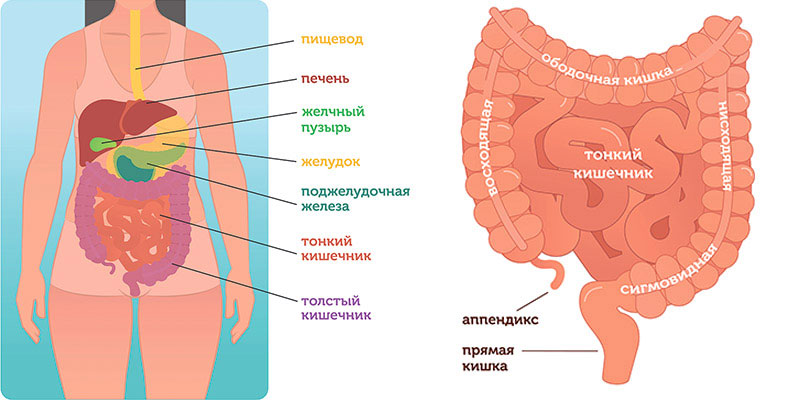 пищевод
печень
желчный
пузырь
желудок
поджелудочная
железа
тонкий
кишечник
толстый
кишечник
ободочная кишка
восходящая
нисходящая
тонкий
кишечник
сигмовидная
аппендикс
прямая
кишка